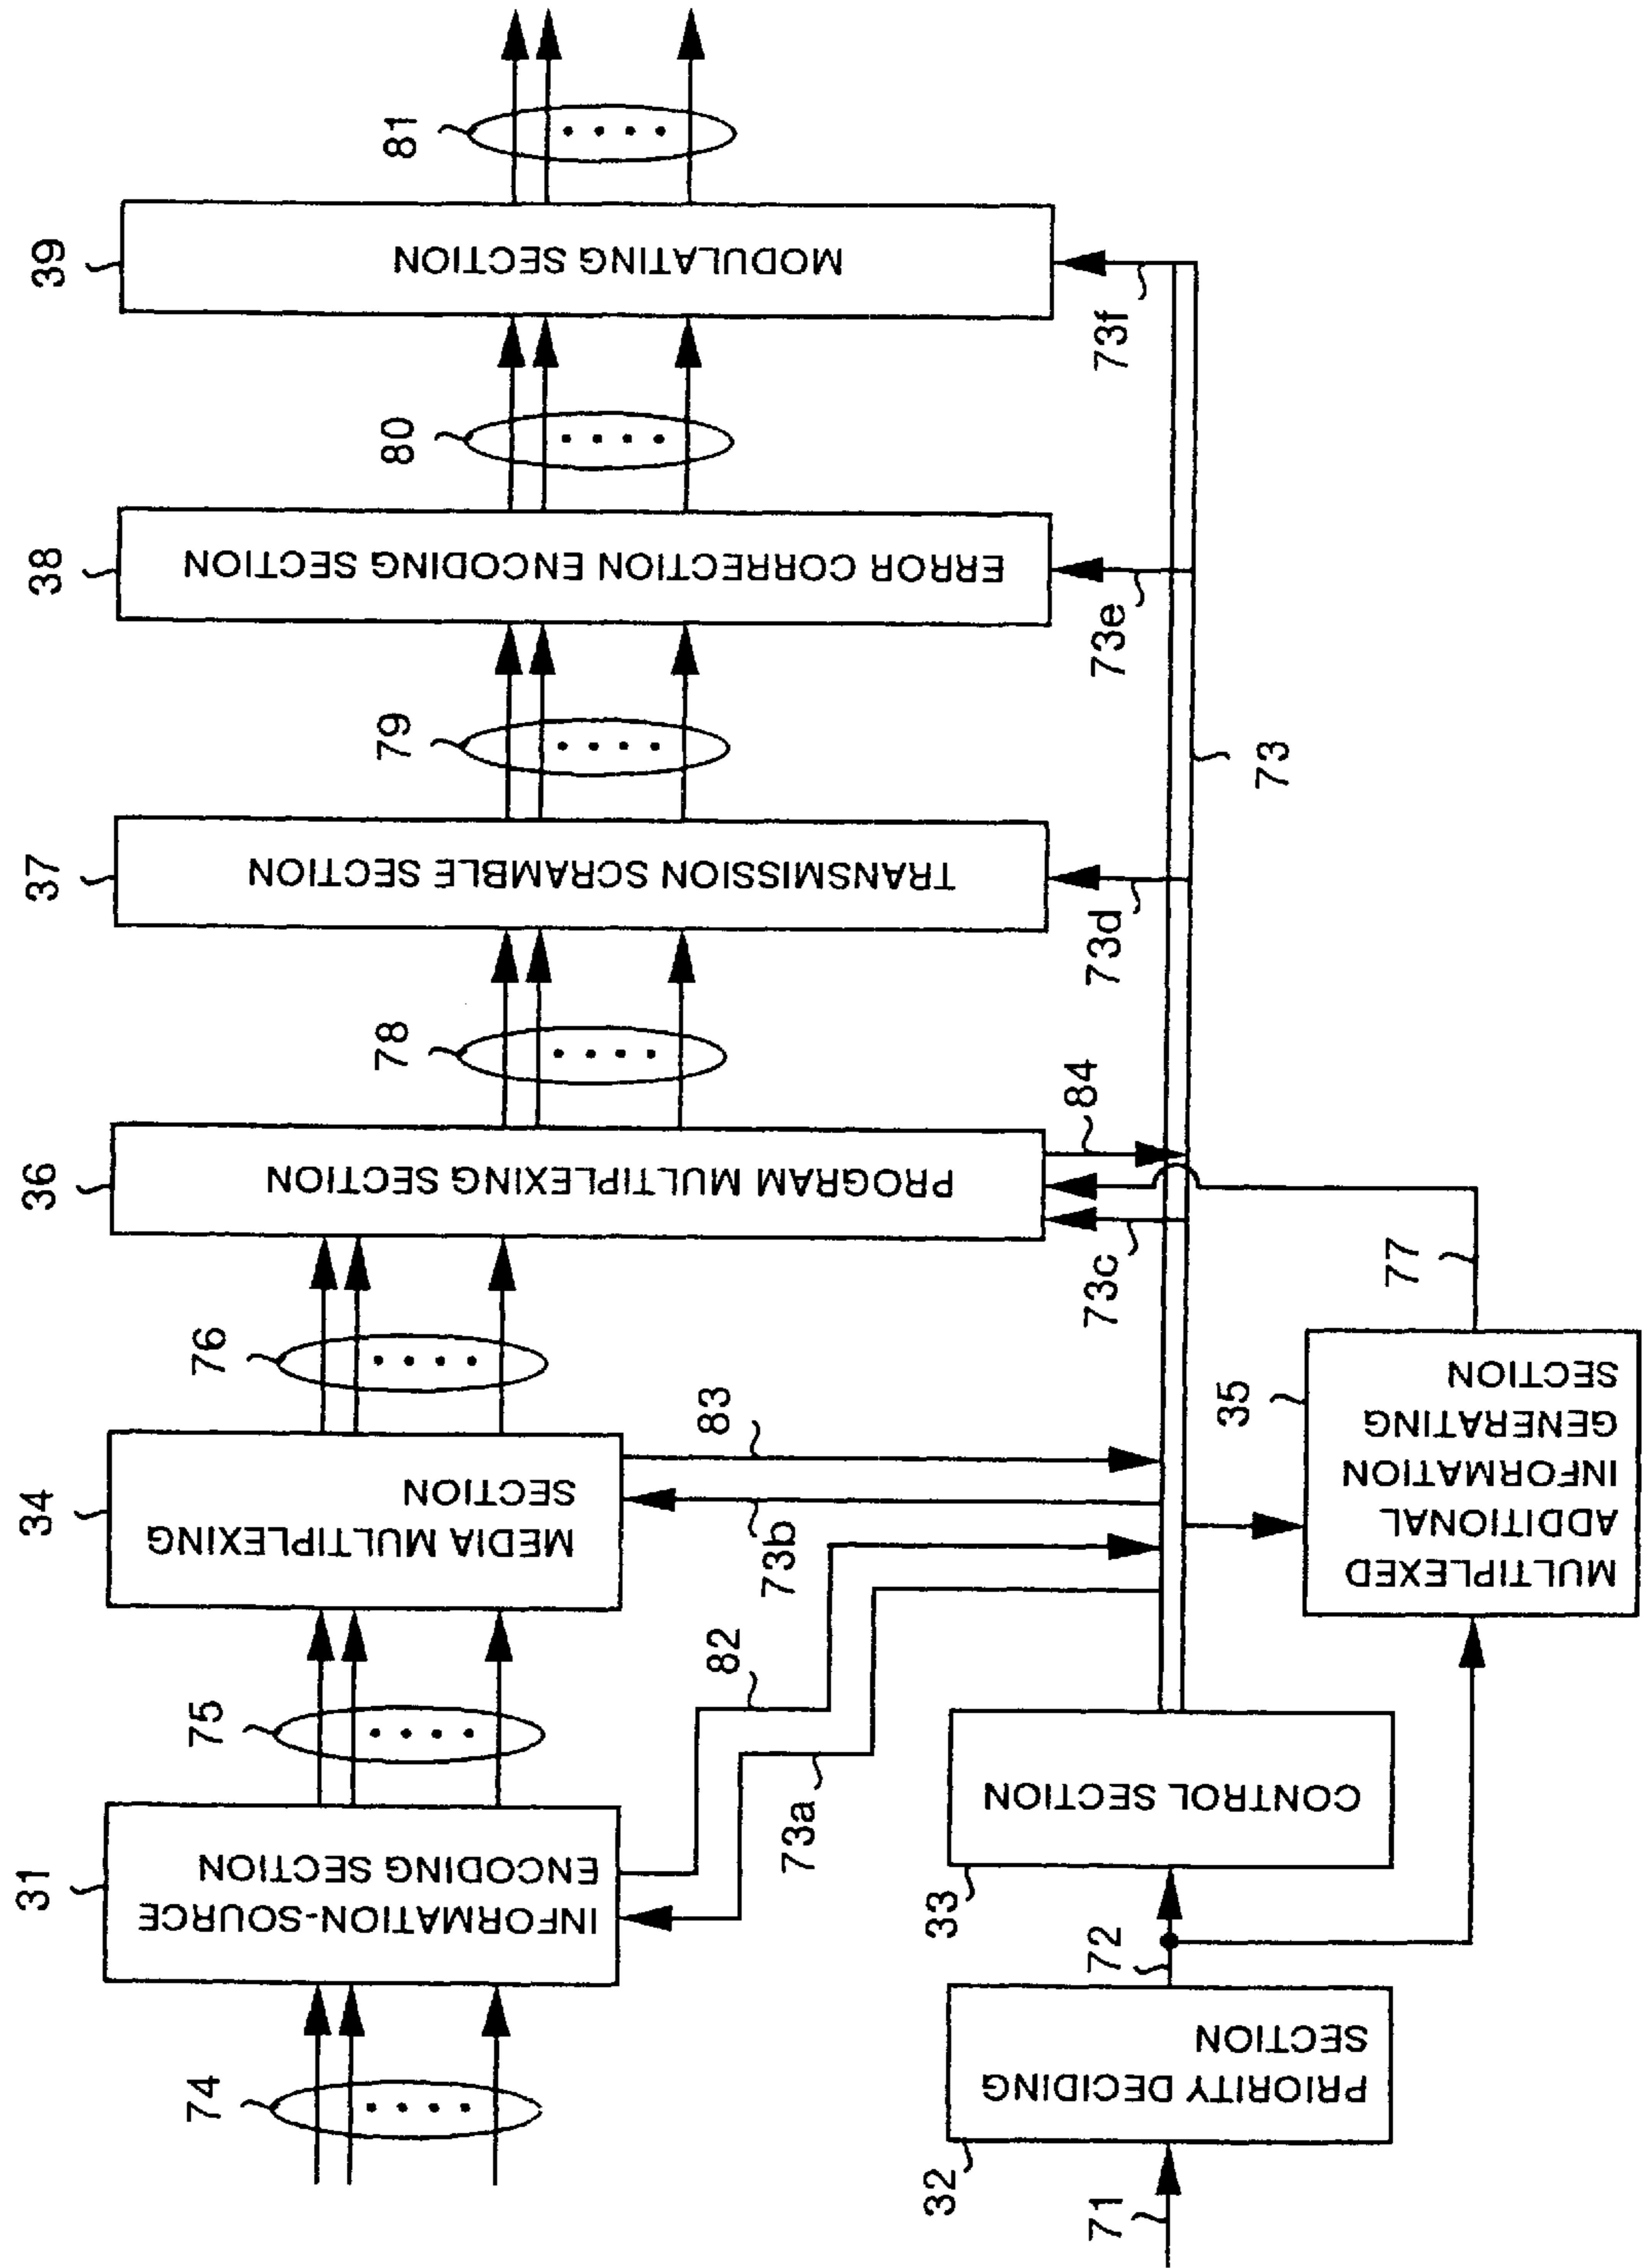 74
31
INFORMATION-SOURCE
ENCODING SECTION
75
34
MEDIA MULTIPLEXING
SECTION
76
36
PROGRAM MULTIPLEXING SECTION
78
37
TRANSMISSION SCRAMBLE SECTION
79
38
ERROR CORRECTION ENCODING SECTION
80
39
MODULATING SECTION
81
82
73a
83
73b
84
73c
73d
73e
73f
73
71
32
PRIORITY DECIDING
SECTION
72
33
CONTROL SECTION
35
MULTIPLEXED
ADDITIONAL
INFORMATION
GENERATING
SECTION
77